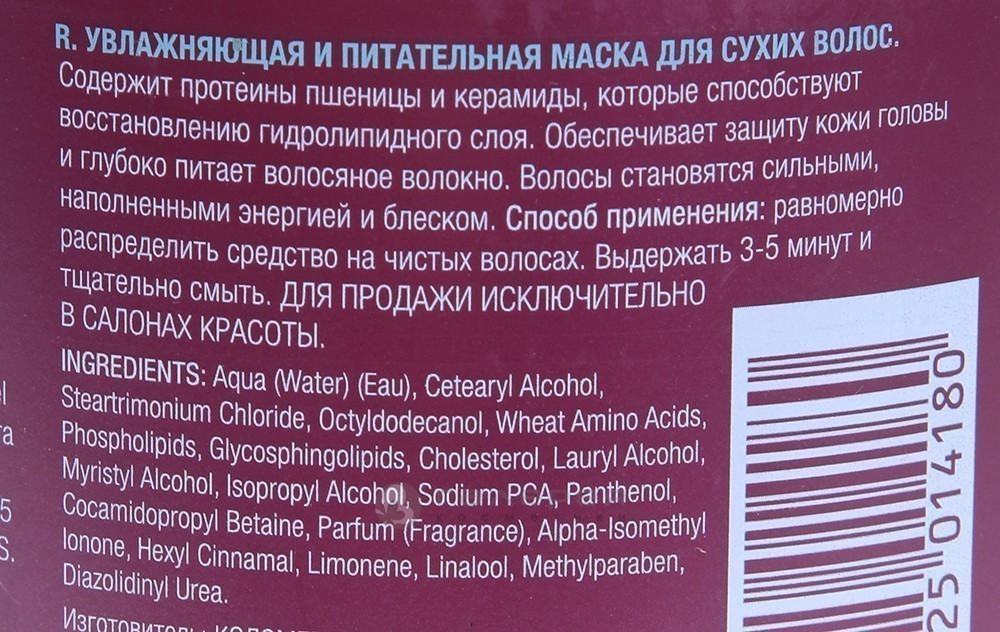 R. УВЛАЖНЯЮЩАЯ И ПИТАТЕЛЬНАЯ МАСКА ДЛЯ СУХИХ ВОЛОС.
Содержит протеины пшеницы и керамиды, которые способствуют
восстановлению гидролипидного слоя. Обеспечивает защиту кожи головы
и глубоко питает волосяное волокно. Волосы становятся сильными,
наполненными энергией и блеском. Способ применения: равномерно
распределить средство на чистых волосах. Выдержать 3-5 минут и
тщательно смыть. ДЛЯ ПРОДАЖИ ИСКЛЮЧИТЕЛЬНО
В САЛОНАХ КРАСОТЫ.
INGREDIENTS: Aqua (Water) (Eau), Cetearyl Alcohol,
Steartrimonium Chloride, Octyldodecanol, Wheat Amino Acids,
Phospholipids, Glycosphingolipids, Cholesterol, Lauryl Alcohol,
Myristyl Alcohol, Isopropyl Alcohol, Sodium PCA, Panthenol,
Cocamidopropyl Betaine, Parfum (Fragrance), Alpha-Isomethyl
Ionone, Hexyl Cinnamal, Limonene, Linalool, Methylparaben,
Diazolidinyl Urea.
Изготовитель:
25 014180